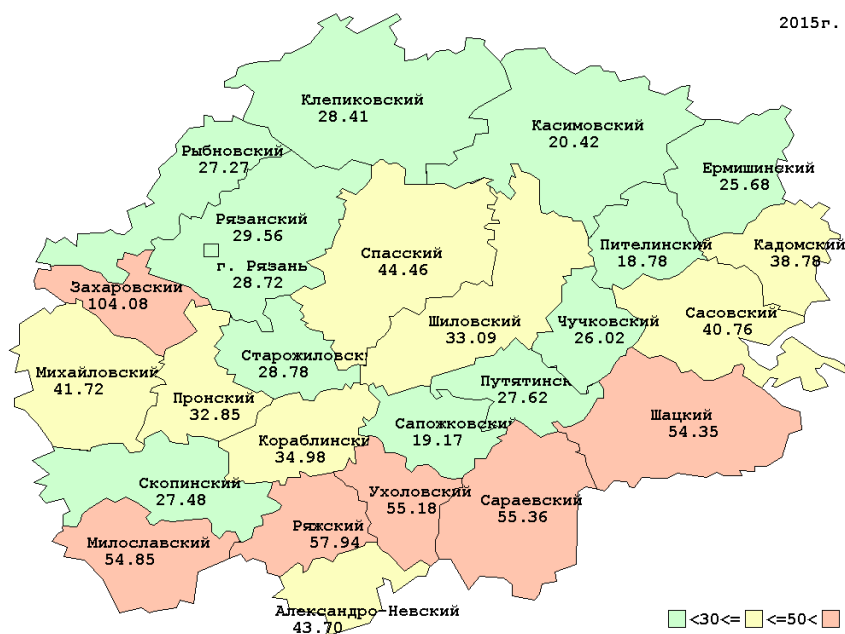 2015г.
Клепиковский
28.41
Касимовский
20.42
Рыбновский
27.27
Ермишинский
25.68
Рязанский
29.56
г. Рязань
28.72
Спасский
44.46
Пителинский
18.78
Кадомский
38.78
Захаровский
104.08
Шиловский
33.09
Чучковский
26.02
Сасовский
40.76
Старожиловск
28.78
Михайловский
41.72
Пронский
32.85
Путятинск
27.62
Сапожковский
19.17
Шацкий
54.35
Кораблински
34.98
Скопинский
27.48
Ухоловский
55.18
Сараевский
55.36
Ряжский
57.94
Милославский
54.85
Александро-Невский
43.70
<30<= <=50<